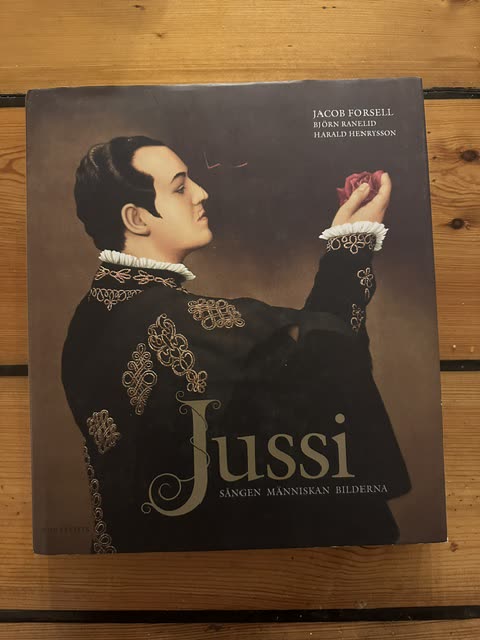 JACOB FORSELL
BJÖRN RANELID
HARALD HENRYSSON
Jussi
SÅNGEN MÄNNISKAN BILDERNA